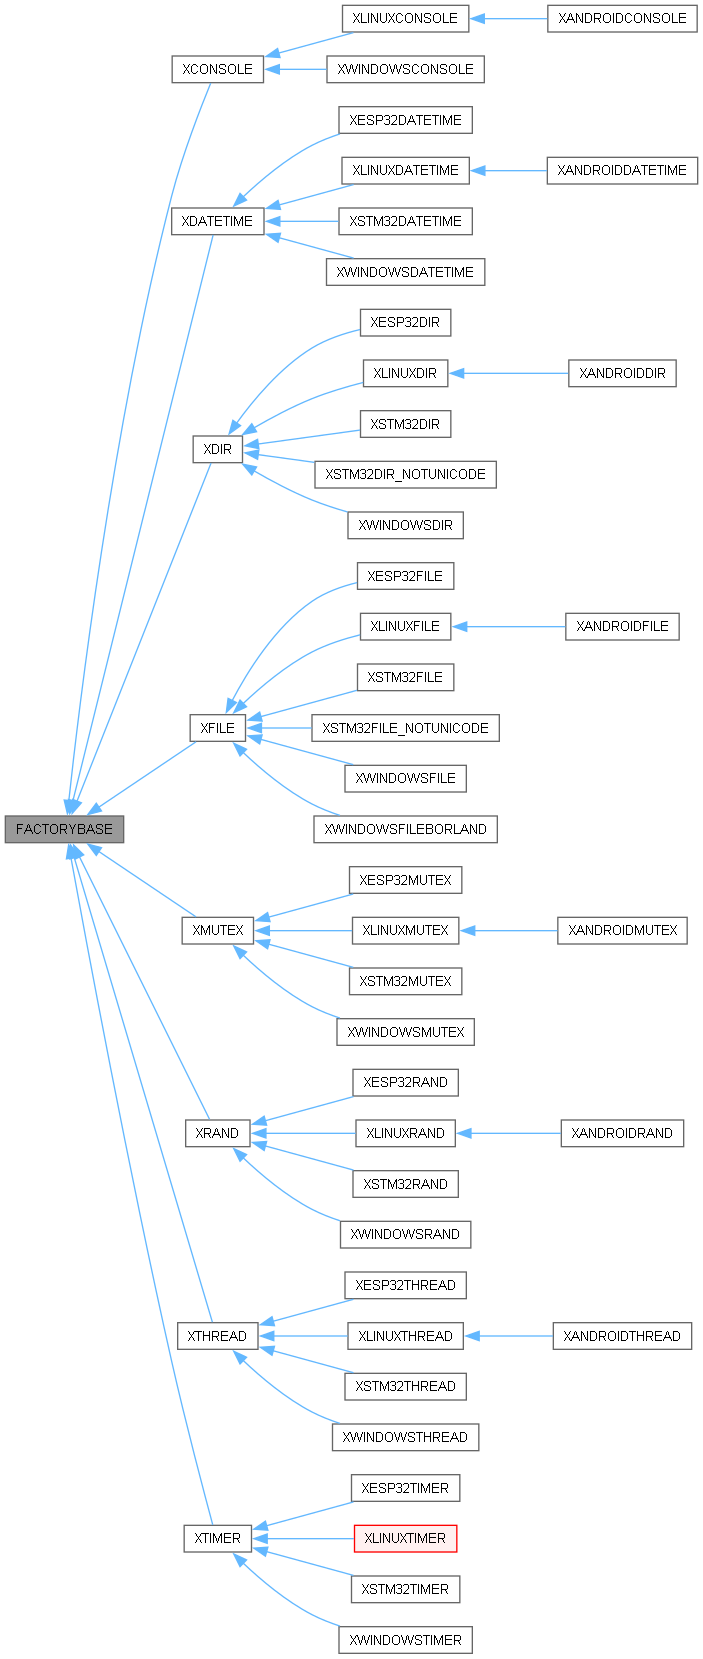 XLINUXCONSOLE
XANDROIDCONSOLE
XCONSOLE
XWINDOWSCONSOLE
XESP32DATETIME
XLINUXDATETIME
XANDROIDDATETIME
XDATETIME
XSTM32DATETIME
XWINDOWSDATETIME
XESP32DIR
XLINUXDIR
XANDROIDDIR
XSTM32DIR
XDIR
XSTM32DIR_NOTUNICODE
XWINDOWSDIR
XESP32FILE
XLINUXFILE
XANDROIDFILE
XSTM32FILE
XFILE
XSTM32FILE_NOTUNICODE
XWINDOWSFILE
XWINDOWSFILEBORLAND
FACTORYBASE
XESP32MUTEX
XMUTEX
XLINUXMUTEX
XANDROIDMUTEX
XSTM32MUTEX
XWINDOWSMUTEX
XESP32RAND
XRAND
XLINUXRAND
XANDROIDRAND
XSTM32RAND
XWINDOWSRAND
XESP32THREAD
XTHREAD
XLINUXTHREAD
XANDROIDTHREAD
XSTM32THREAD
XWINDOWSTHREAD
XESP32TIMER
XTIMER
XLINUXTIMER
XSTM32TIMER
XWINDOWSTIMER